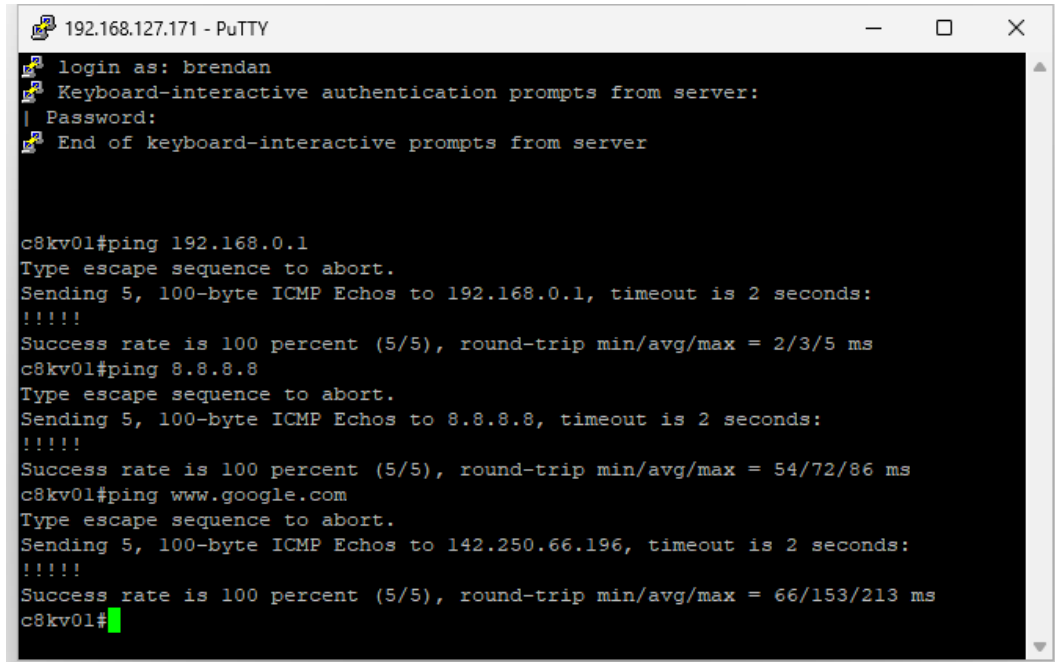 192.168.127.171 - PuTTY
login as: brendan
Keyboard-interactive authentication prompts from server:
| Password:
End of keyboard-interactive prompts from server
c8kv01#ping 192.168.0.1
Type escape sequence to abort.
Sending 5, 100-byte ICMP Echos to 192.168.0.1, timeout is 2 seconds:
!!!!!
Success rate is 100 percent (5/5), round-trip min/avg/max = 2/3/5 ms
c8kv01#ping 8.8.8.8
Type escape sequence to abort.
Sending 5, 100-byte ICMP Echos to 8.8.8.8, timeout is 2 seconds:
!!!!!
Success rate is 100 percent (5/5), round-trip min/avg/max = 54/72/86 ms
c8kv01#ping www.google.com
Type escape sequence to abort.
Sending 5, 100-byte ICMP Echos to 142.250.66.196, timeout is 2 seconds:
!!!!!
Success rate is 100 percent (5/5), round-trip min/avg/max = 66/153/213 ms
c8kv01#